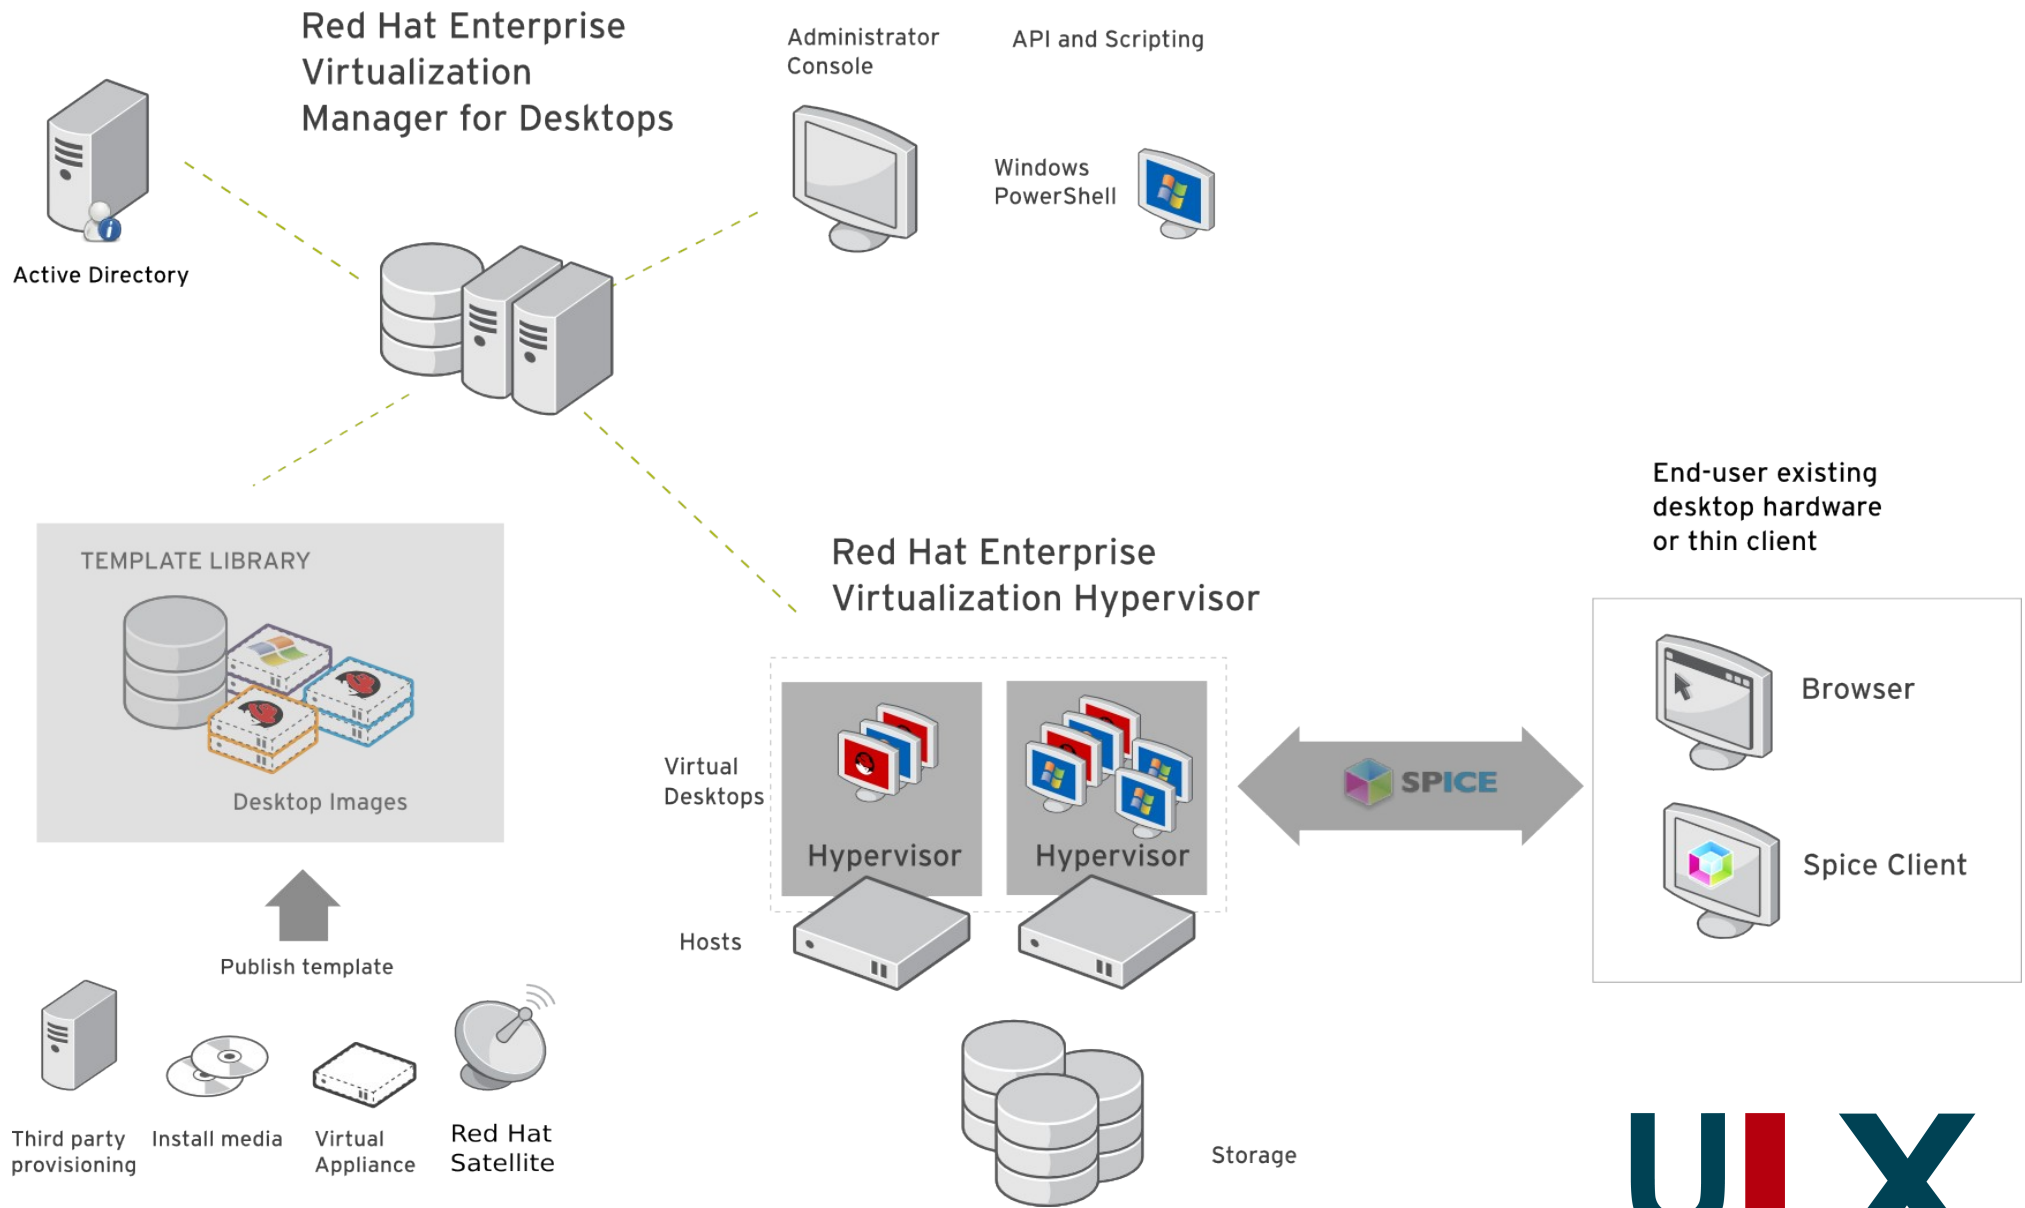 Red Hat Enterprise
Virtualization
Manager for Desktops
Administrator
Console
API and Scripting
Windows
PowerShell
Active Directory
End-user existing
desktop hardware
or thin client
TEMPLATE LIBRARY
Desktop Images
Red Hat Enterprise
Virtualization Hypervisor
Virtual
Desktops
Hypervisor
Hypervisor
SPICE
Browser
Spice Client
Hosts
Publish template
Third party
provisioning
Install media
Virtual
Appliance
Red Hat
Satellite
Storage
UIX